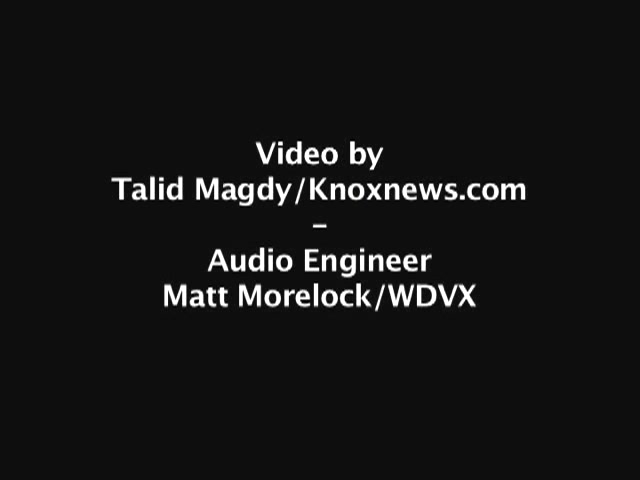 Video by
Talid Magdy/Knoxnews.com
–
Audio Engineer
Matt Morelock/WDVX